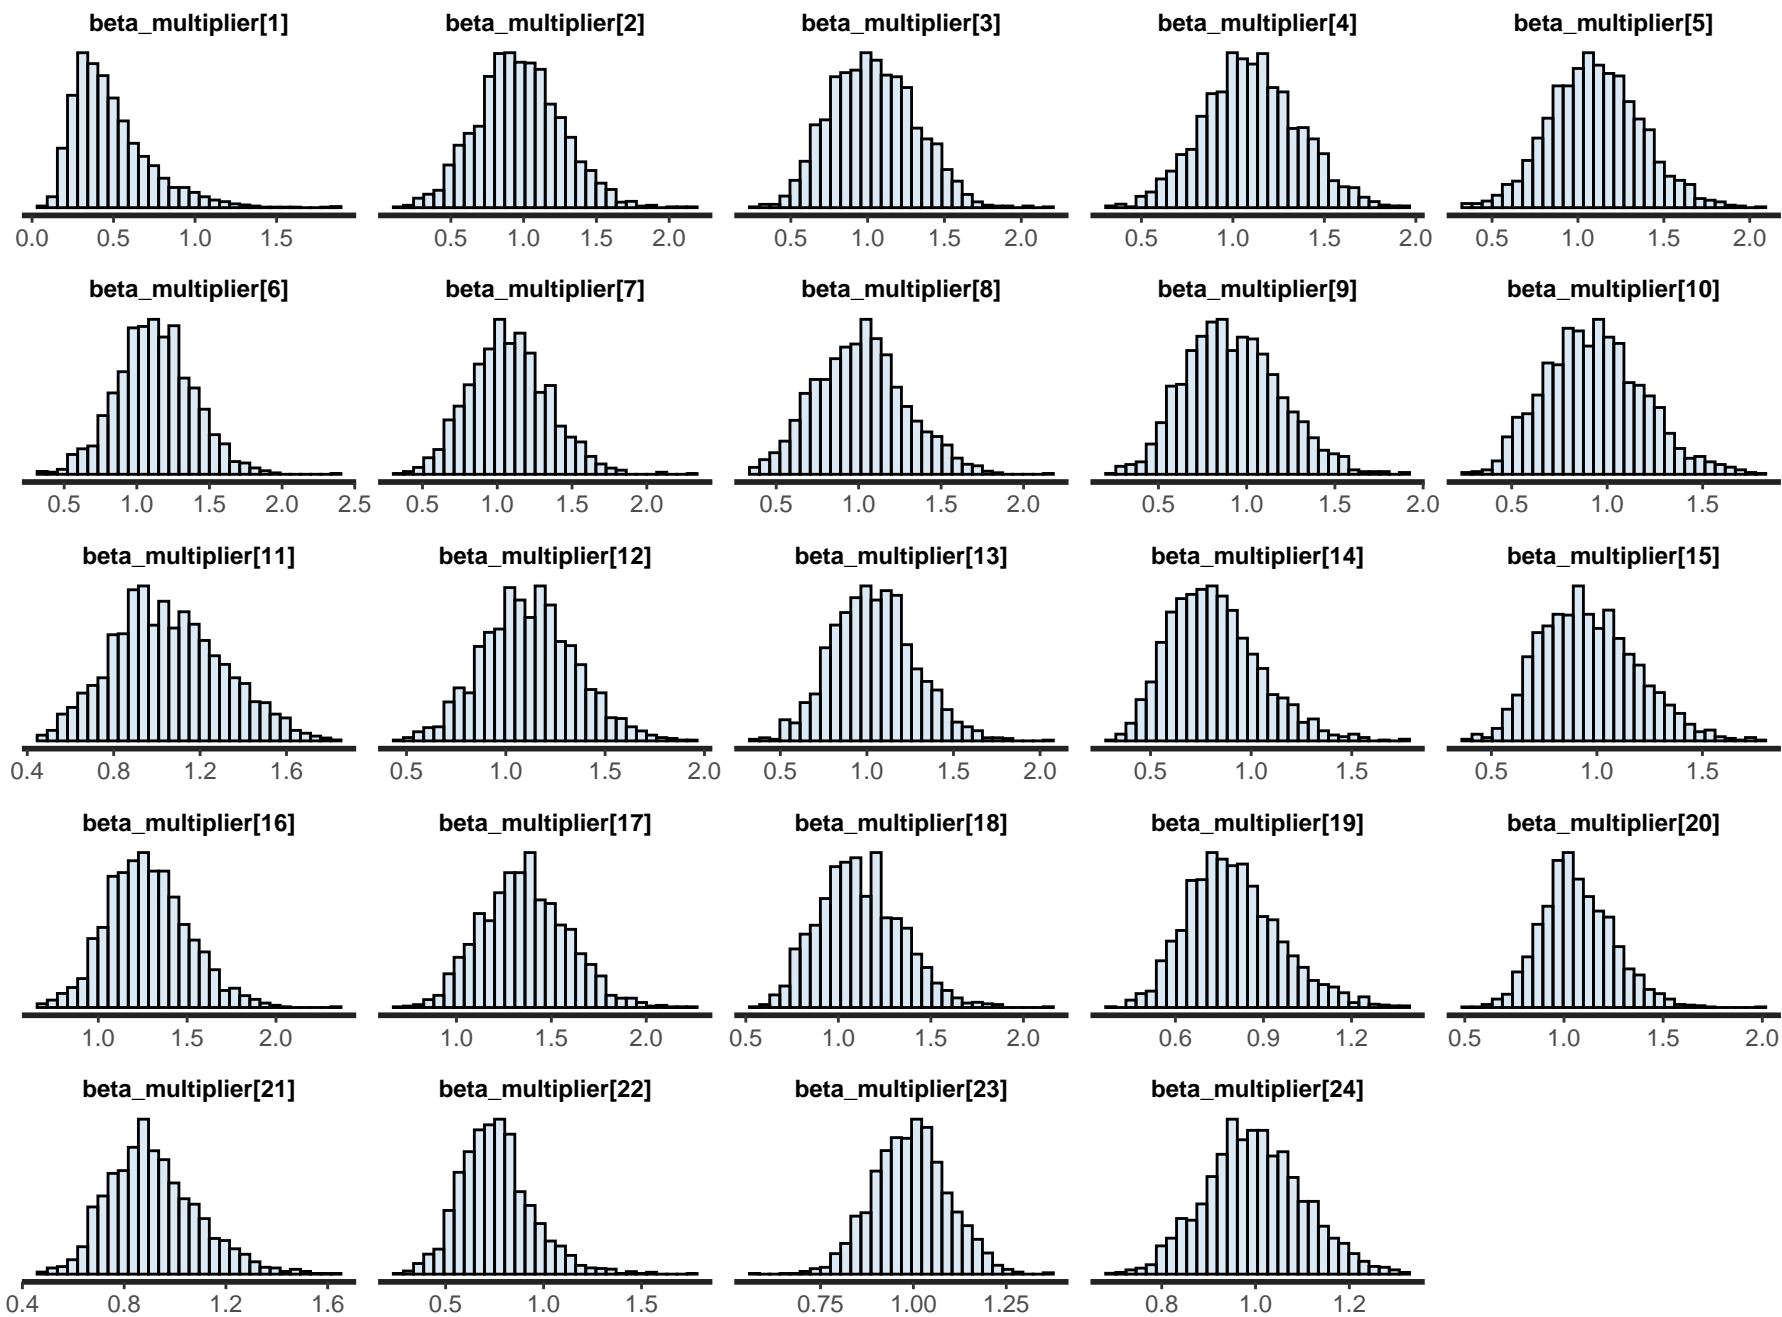 beta_multiplier[1] beta_multiplier[2] beta_multiplier[3] beta_multiplier[4] beta_multiplier[5]
0.0 0.5 1.0 1.5 0.5 1.0 1.5 2.0 0.5 1.0 1.5 2.0 0.5 1.0 1.5 2.0 0.5 1.0 1.5 2.0
beta_multiplier[6] beta_multiplier[7] beta_multiplier[8] beta_multiplier[9] beta_multiplier[10]
0.5 1.0 1.5 2.0 2.5 0.5 1.0 1.5 2.0 0.5 1.0 1.5 2.0 0.5 1.0 1.5 2.0 0.5 1.0 1.5
beta_multiplier[11] beta_multiplier[12] beta_multiplier[13] beta_multiplier[14] beta_multiplier[15]
0.4 0.8 1.2 1.6 0.5 1.0 1.5 2.0 0.5 1.0 1.5 2.0 0.5 1.0 1.5 0.5 1.0 1.5
beta_multiplier[16] beta_multiplier[17] beta_multiplier[18] beta_multiplier[19] beta_multiplier[20]
1.0 1.5 2.0 1.0 1.5 2.0 0.5 1.0 1.5 2.0 0.6 0.9 1.2 0.5 1.0 1.5 2.0
beta_multiplier[21] beta_multiplier[22] beta_multiplier[23] beta_multiplier[24]
0.4 0.8 1.2 1.6 0.5 1.0 1.5 0.75 1.00 1.25 0.8 1.0 1.2